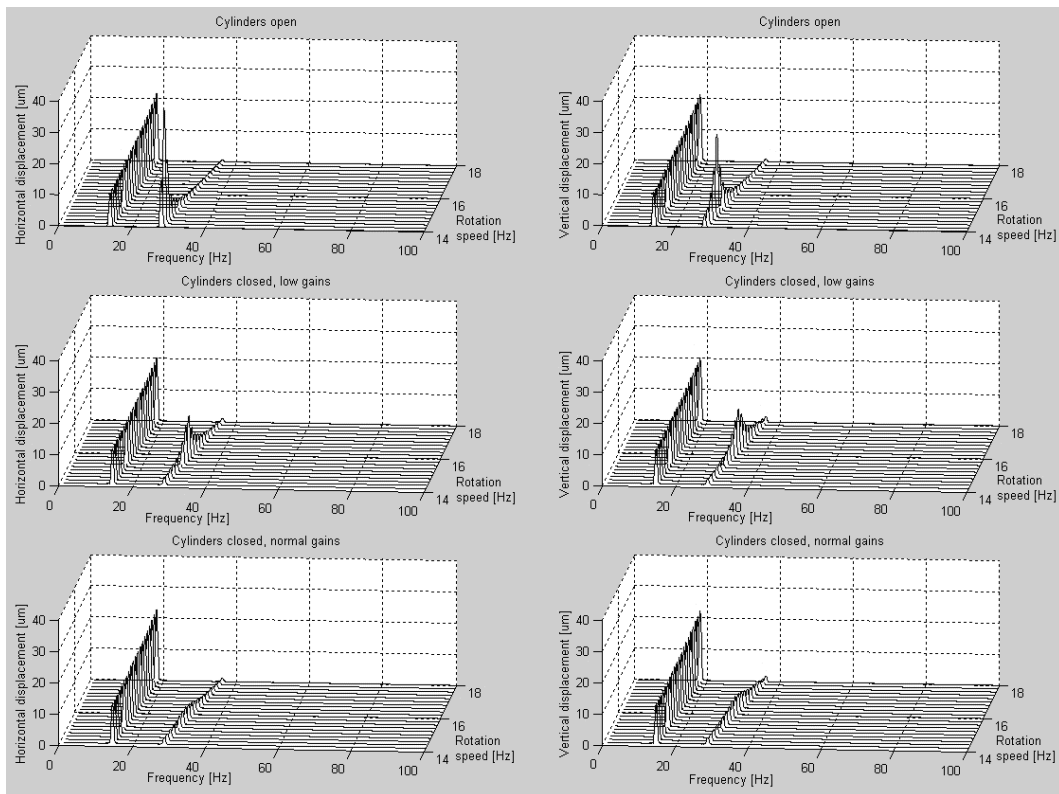 Cylinders open
Horizontal displacement [um]
40
30
20
10
0
0
20
40
60
80
100
Frequency [Hz]
18
16
14
Rotation
speed [Hz]
Cylinders open
Vertical displacement [um]
40
30
20
10
0
0
20
40
60
80
100
Frequency [Hz]
18
16
14
Rotation
speed [Hz]
Cylinders closed, low gains
Horizontal displacement [um]
40
30
20
10
0
0
20
40
60
80
100
Frequency [Hz]
18
16
14
Rotation
speed [Hz]
Cylinders closed, low gains
Vertical displacement [um]
40
30
20
10
0
0
20
40
60
80
100
Frequency [Hz]
18
16
14
Rotation
speed [Hz]
Cylinders closed, normal gains
Horizontal displacement [um]
40
30
20
10
0
0
20
40
60
80
100
Frequency [Hz]
18
16
14
Rotation
speed [Hz]
Cylinders closed, normal gains
Vertical displacement [um]
40
30
20
10
0
0
20
40
60
80
100
Frequency [Hz]
18
16
14
Rotation
speed [Hz]